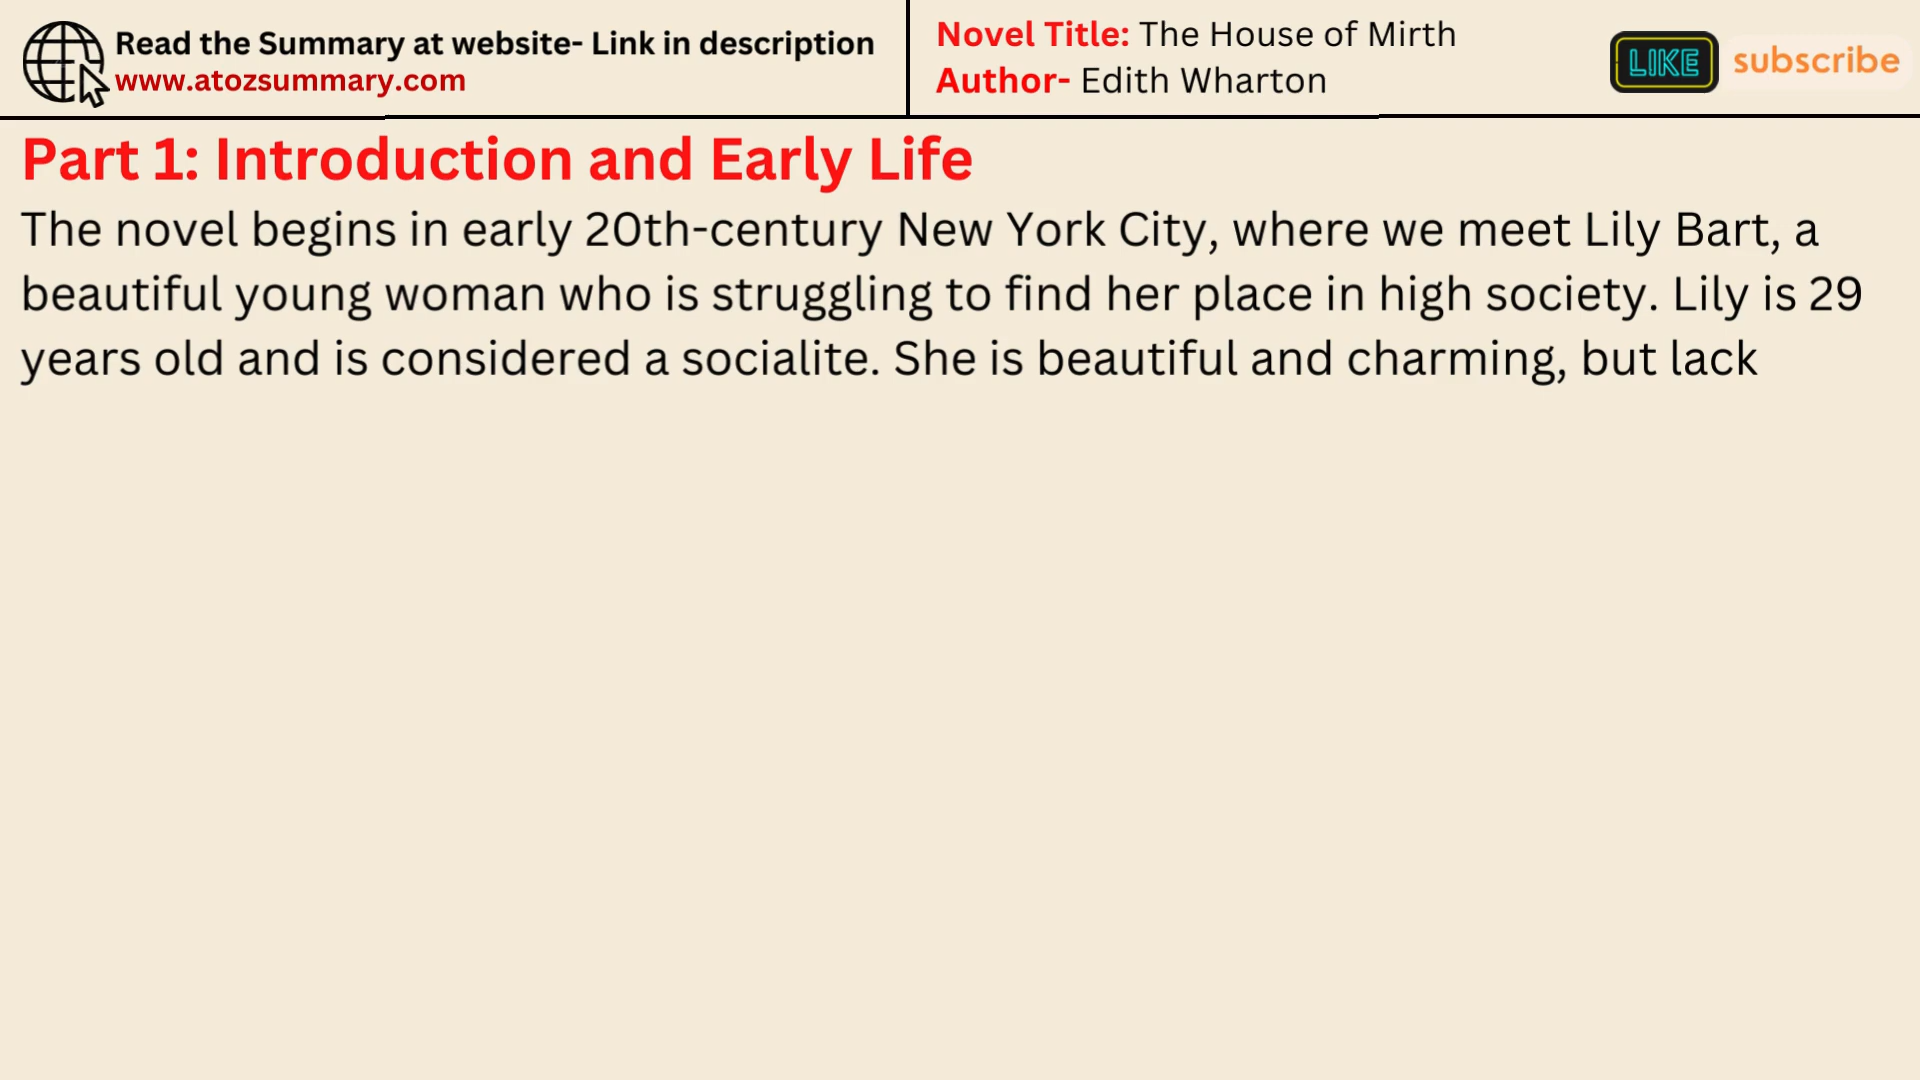 Read the Summary at website- Link in description
www.atozsummary.com
Novel Title: The House of Mirth
Author- Edith Wharton
LIKE
subscribe
Part 1: Introduction and Early Life
The novel begins in early 20th-century New York City, where we meet Lily Bart, a
beautiful young woman who is struggling to find her place in high society. Lily is 29
years old and is considered a socialite. She is beautiful and charming, but lack